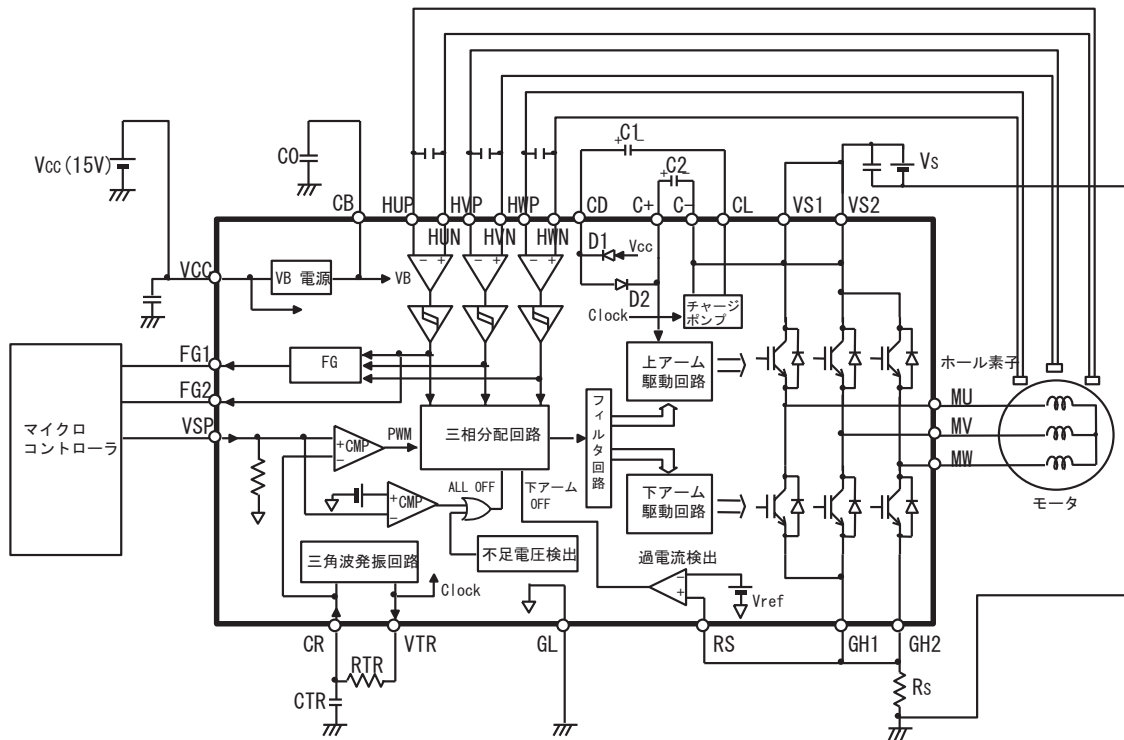 C1
+ -
C2
+ -
Vcc(15V)
C0
Vs
CB
HUP
HVP
HWP
CD
C+
C-
CL
VS1
VS2
HUN
HVN
HWN
D1
Vcc
VCC
VB 電源
VB
- +
- +
- +
D2
Clock
チャージ
ポンプ
FG1
FG
上アーム
駆動回路
ホール素子
FG2
MU
マイクロ
コントローラ
VSP
+CMP
-
PWM
三相分配回路
フィルタ回路
MV
MW
+CMP
-
ALL OFF
下アーム
OFF
下アーム
駆動回路
モータ
三角波発振回路
不足電圧検出
過電流検出
Clock
-
+
Vref
CR
VTR
GL
RS
GH1
GH2
RTR
CTR
Rs